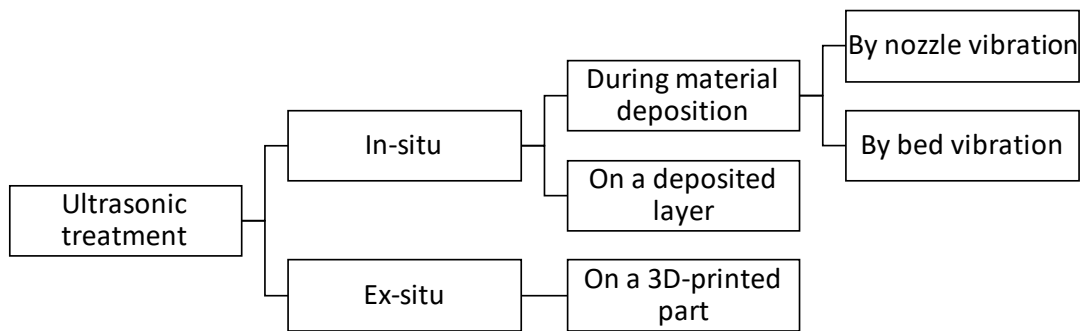 Ultrasonic
treatment
In-situ
Ex-situ
During material
deposition
On a deposited
layer
On a 3D-printed
part
By nozzle vibration
By bed vibration